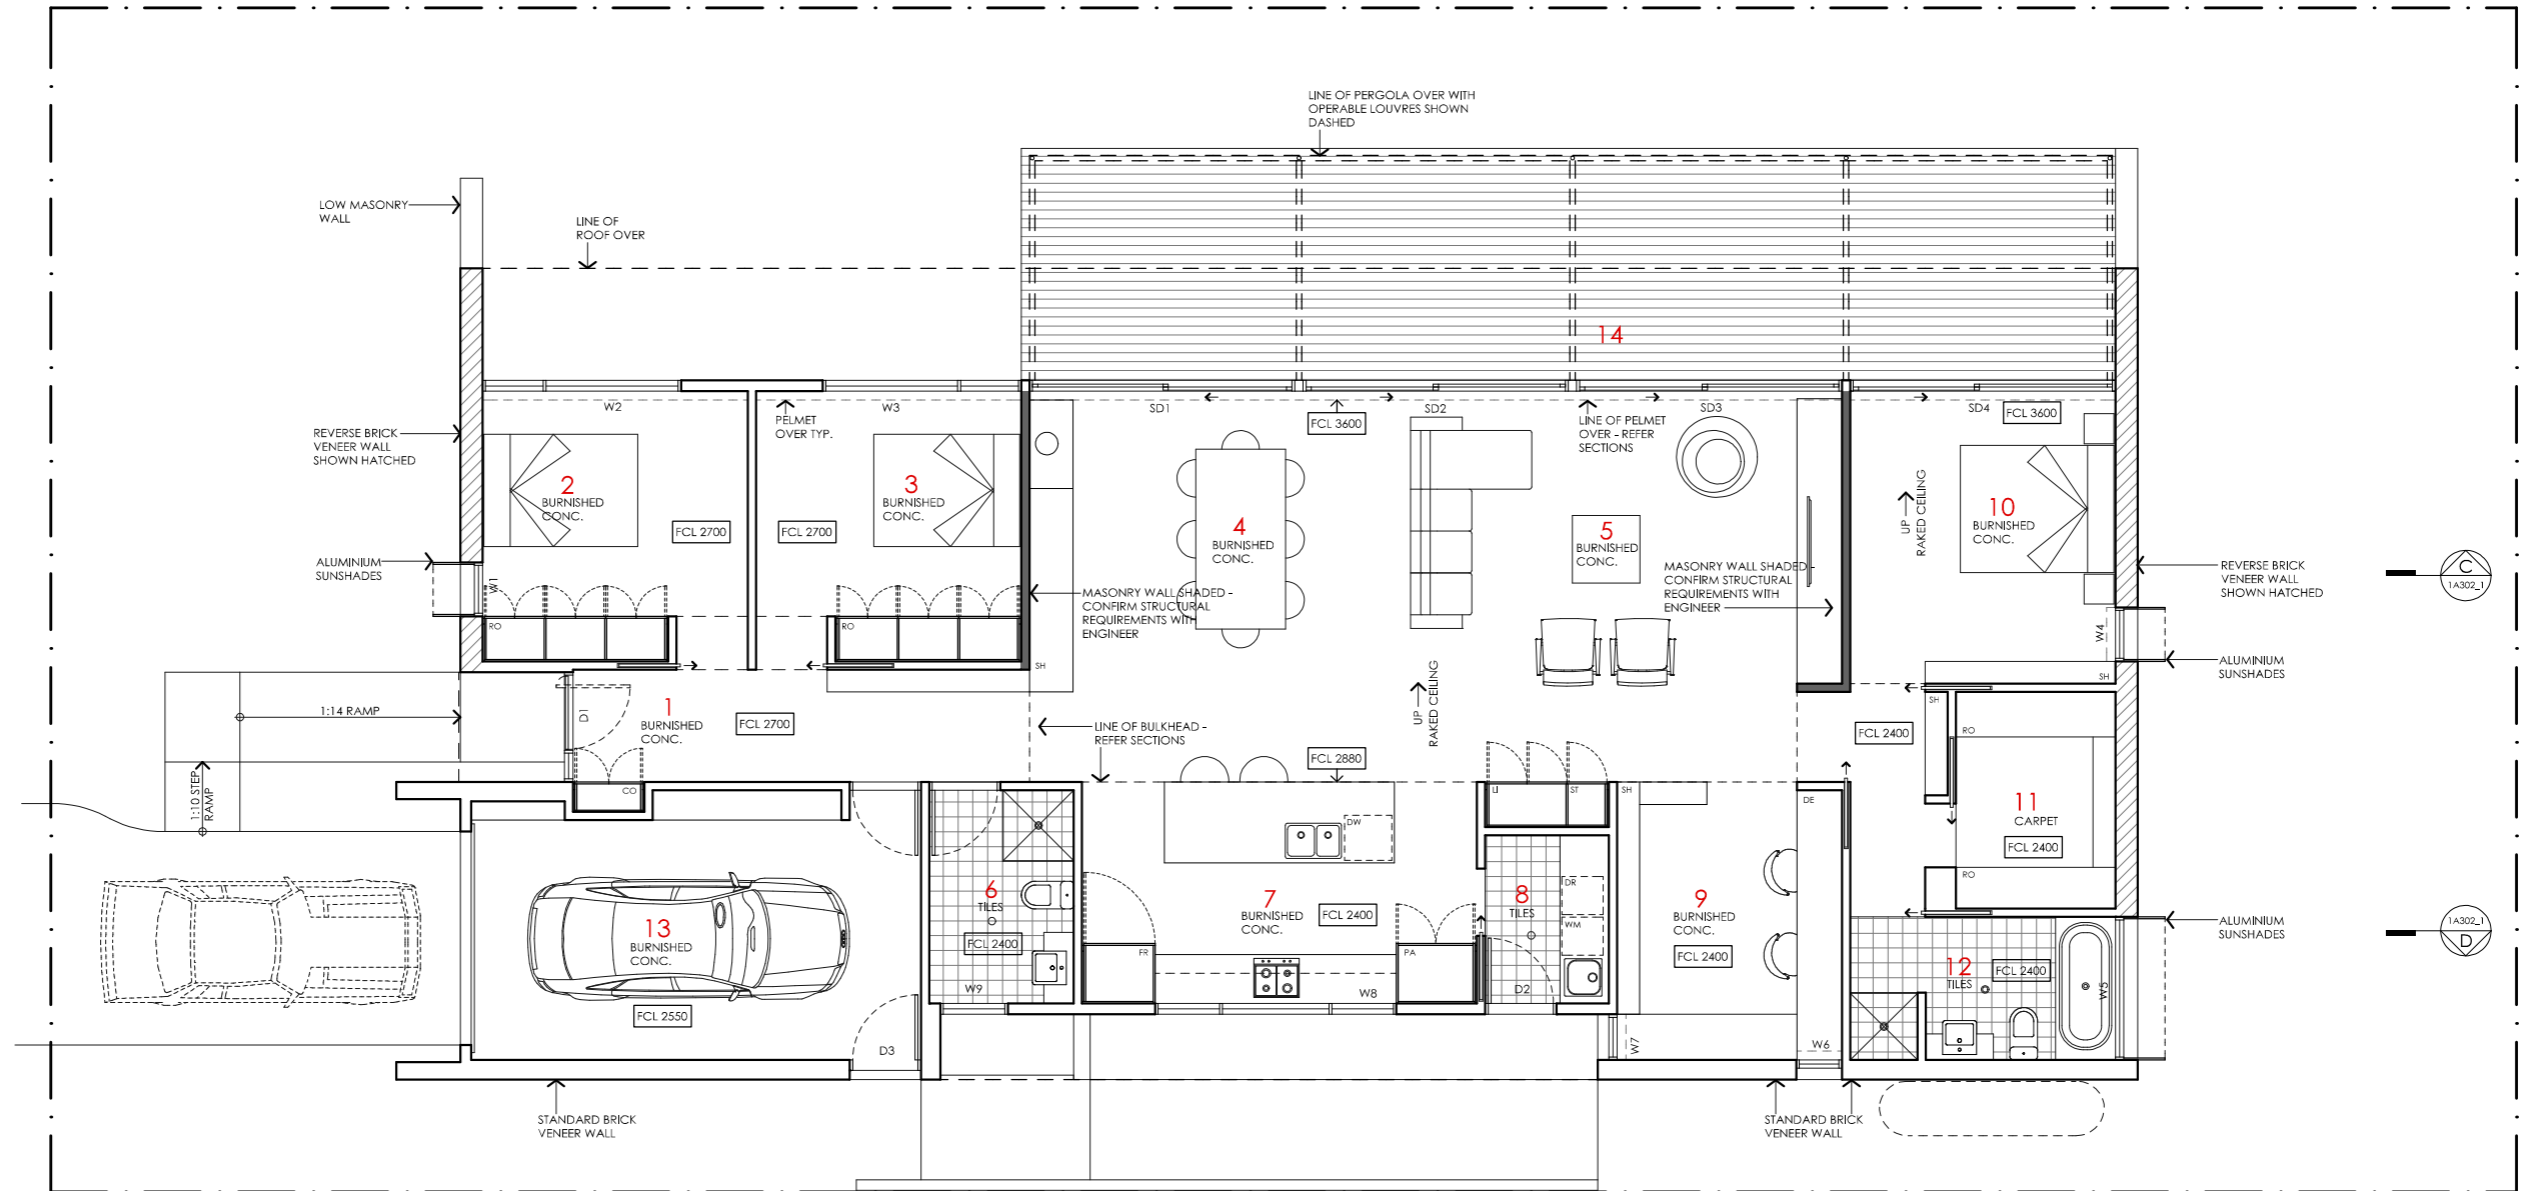 LINE OF PERGOLA OVER WITH
OPERABLE LOUVRES SHOWN
DASHED
LOW MASONRY
WALL
LINE OF
ROOF OVER
14
W2
PELMET
OVER TYP.
W3
SD1
FCL 3600
SD2
LINE OF PELMET
OVER - REFER
SECTIONS
SD3
SD4
FCL 3600
REVERSE BRICK
VENEER WALL
SHOWN HATCHED
2
BURNISHED
CONC.
FCL 2700
FCL 2700
3
BURNISHED
CONC.
4
BURNISHED
CONC.
5
BURNISHED
CONC.
UP
RAKED CEILING
10
BURNISHED
CONC.
ALUMINIUM
SUNSHADES
W1
MASONRY WALL SHADED -
CONFIRM STRUCTURAL
REQUIREMENTS WITH
ENGINEER
MASONRY WALL SHADED -
CONFIRM STRUCTURAL
REQUIREMENTS WITH
ENGINEER
C
1A302_1
REVERSE BRICK
VENEER WALL
SHOWN HATCHED
RO
RO
SH
W4
SH
ALUMINIUM
SUNSHADES
1:14 RAMP
D1
1
BURNISHED
CONC.
FCL 2700
LINE OF BULKHEAD -
REFER SECTIONS
UP
RAKED CEILING
FCL 2880
SH
RO
FCL 2400
1:10 STEP
RAMP
CO
LI
ST
SH
DE
11
CARPET
FCL 2400
DW
RO
13
BURNISHED
CONC.
FCL 2550
D3
6
TILES
FCL 2400
W9
7
BURNISHED
CONC.
FCL 2400
FR
PA
W8
8
TILES
DR
WM
D2
9
BURNISHED
CONC.
FCL 2400
W7
W6
12
TILES
FCL 2400
W5
ALUMINIUM
SUNSHADES
1A302_1
D
STANDARD BRICK
VENEER WALL
STANDARD BRICK
VENEER WALL